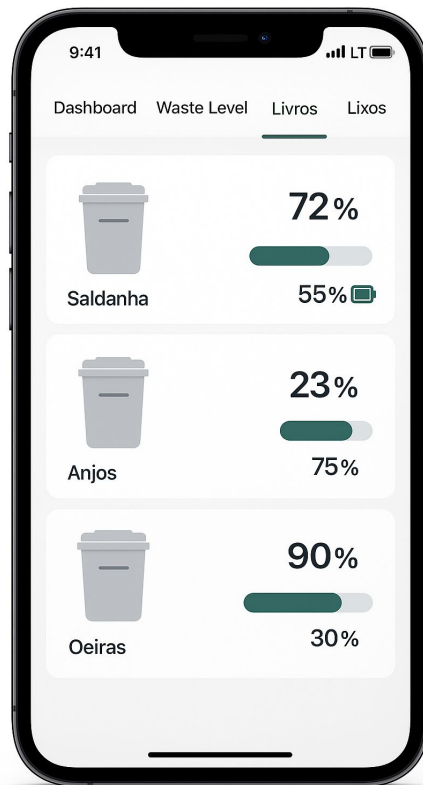 9:41 LT
Dashboard Waste Level Livros Lixos
72%
55%
Saldanha
23%
75%
Anjos
90%
30%
Oeiras